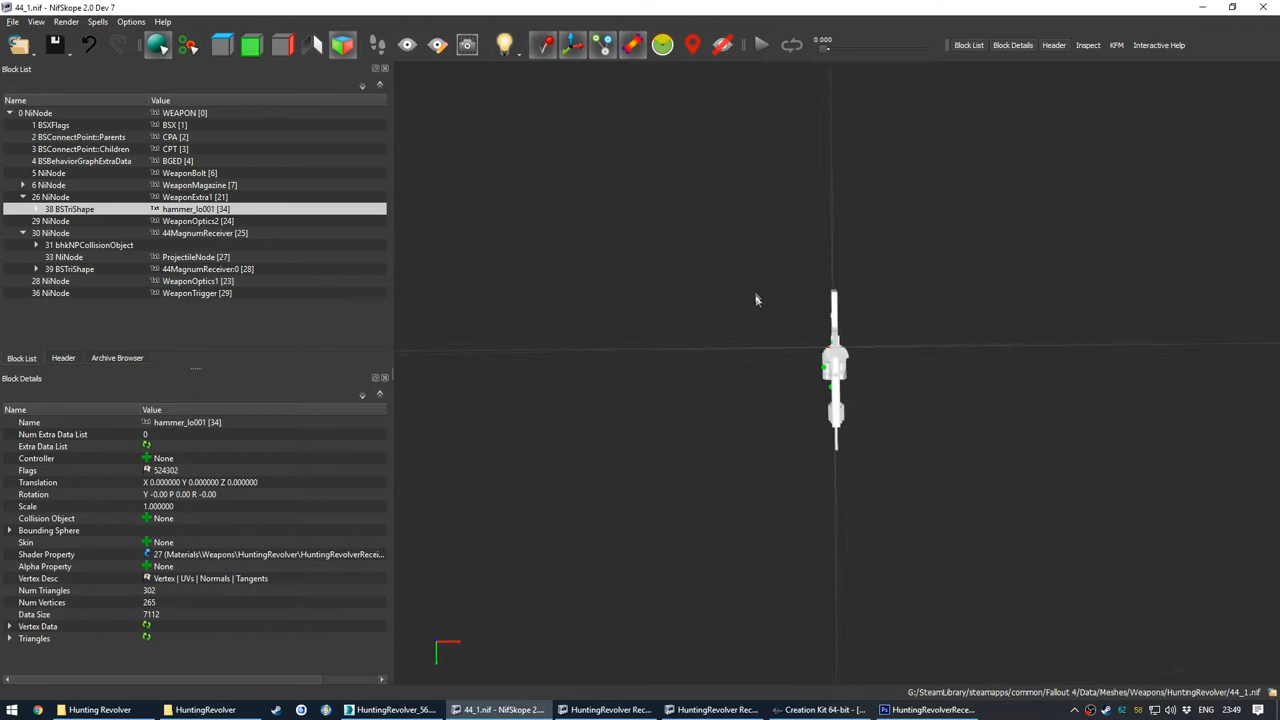 44_1.nif - NifSkope 2.0 Dev 7
File View Render Spells Options Help
0.000
Block List Block Details Header Inspect KFM Interactive Help
Block List
Name Value
0 NiNode WEAPON [0]
1 BSXFlags BSX [1]
2 BSConnectPoint::Parents CPA [2]
3 BSConnectPoint::Children CPT [3]
4 BSBehaviorGraphExtraData BGED [4]
5 NiNode WeaponBolt [6]
6 NiNode WeaponMagazine [7]
26 NiNode WeaponExtra1 [21]
38 BSTriShape Txt hammer_lo001 [34]
29 NiNode WeaponOptics2 [24]
30 NiNode 44MagnumReceiver [25]
31 bhkNPCollisionObject
33 NiNode ProjectileNode [27]
39 BSTriShape 44MagnumReceiver:0 [28]
28 NiNode WeaponOptics1 [23]
36 NiNode WeaponTrigger [29]
Block List Header Archive Browser
Block Details
Name Value
Name hammer_lo001 [34]
Num Extra Data List 0
Extra Data List
Controller None
Flags 524302
Translation X 0.000000 Y 0.000000 Z 0.000000
Rotation Y -0.00 P 0.00 R -0.00
Scale 1.000000
Collision Object None
Bounding Sphere
Skin None
Shader Property 27 (Materials\Weapons\HuntingRevolver\HuntingRevolverRecei...
Alpha Property None
Vertex Desc Vertex | UVs | Normals | Tangents
Num Triangles 302
Num Vertices 265
Data Size 7112
Vertex Data
Triangles
G:/SteamLibrary/steamapps/common/Fallout 4/Data/Meshes/Weapons/HuntingRevolver/44_1.nif
Hunting Revolver HuntingRevolver HuntingRevolver_56... 44_1.nif - NifSkope 2.... HuntingRevolver Rec... HuntingRevolver Rec... Creation Kit 64-bit - [... HuntingRevolverRece... 62 58 ENG 23:49